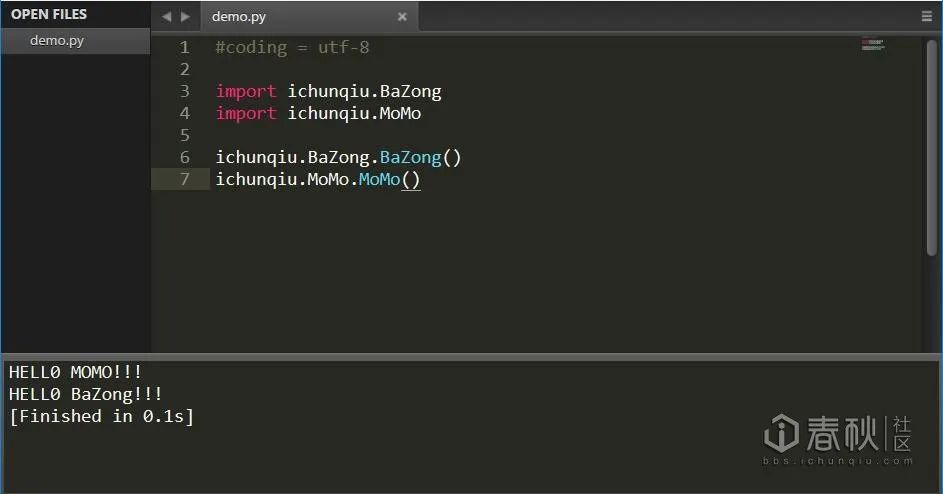 OPEN FILES
demo.py
demo.py
1 #coding = utf-8
2
3 import ichunqiu.BaZong
4 import ichunqiu.MoMo
5
6 ichunqiu.BaZong.BaZong()
7 ichunqiu.MoMo.MoMo()
HELL0 MOMO!!!
HELL0 BaZong!!!
[Finished in 0.1s]
春秋 社区
bbs.ichunqiu.com